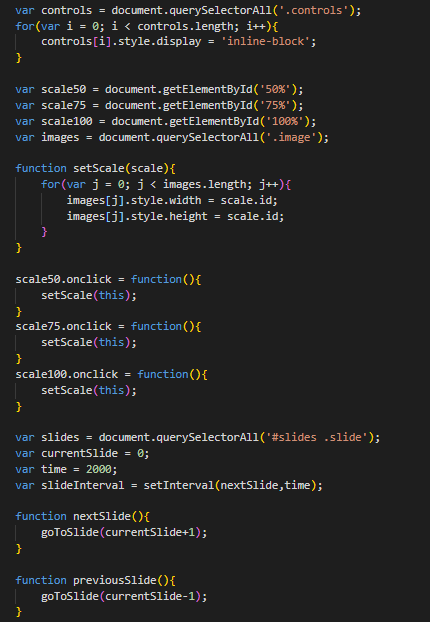 var controls = document.querySelectorAll('.controls');
for(var i = 0; i < controls.length; i++){
    controls[i].style.display = 'inline-block';
}

var scale50 = document.getElementById('50%');
var scale75 = document.getElementById('75%');
var scale100 = document.getElementById('100%');
var images = document.querySelectorAll('.image');

function setScale(scale){
    for(var j = 0; j < images.length; j++){
        images[j].style.width = scale.id;
        images[j].style.height = scale.id;
    }
}

scale50.onclick = function(){
    setScale(this);
}
scale75.onclick = function(){
    setScale(this);
}
scale100.onclick = function(){
    setScale(this);
}

var slides = document.querySelectorAll('#slides .slide');
var currentSlide = 0;
var time = 2000;
var slideInterval = setInterval(nextSlide,time);

function nextSlide(){
    goToSlide(currentSlide+1);
}

function previousSlide(){
    goToSlide(currentSlide-1);
}